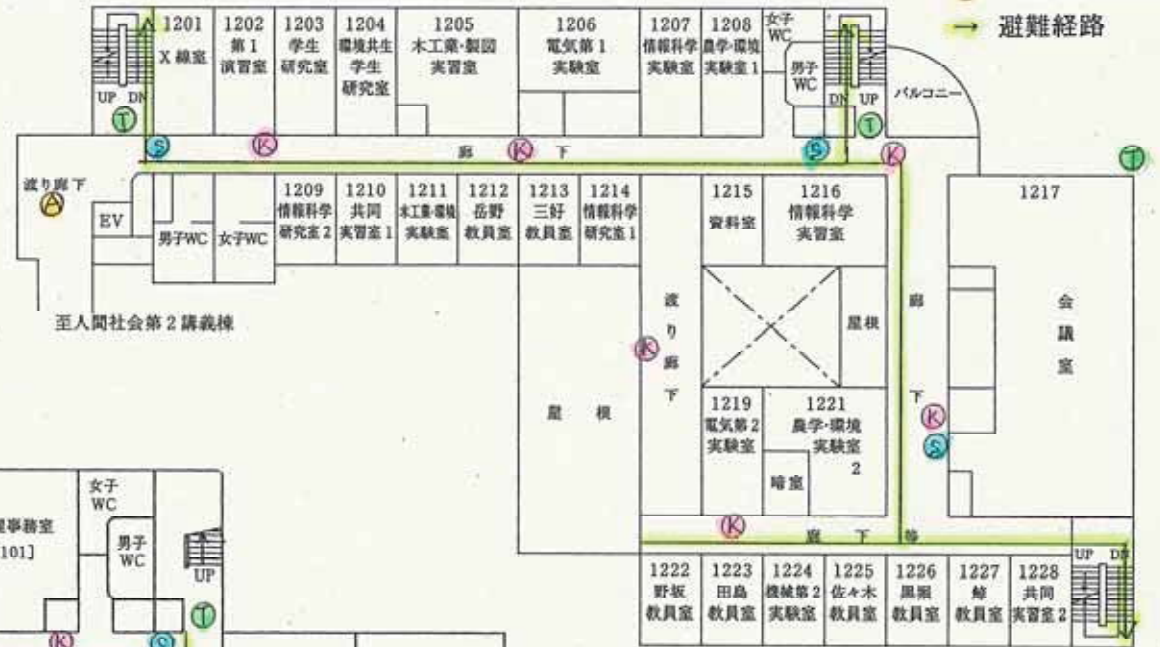 → 避難経路
1201
X線室
1202
第1
演習室
1203
学生
研究室
1204
環境共生
学生
研究室
1205
木工業・製図
実習室
1206
電気第1
実験室
1207
情報科学
実験室
1208
農学・環境
実験室1
女子
WC
男子
WC
UP DN
DN UP
バルコニー
T
T
S
K
廊 下
K
S
K
T
渡り廊下
A
EV
男子WC
女子WC
1209
情報科学
研究室2
1210
共同
実習室1
1211
木工業・環境
実験室
1212
岳野
教員室
1213
三好
教員室
1214
情報科学
研究室1
1215
資料室
1216
情報科学
実習室
1217
会議室
至人間社会第2講義棟
渡り廊下
K
屋根
屋根
廊下
K
S
1219
電気第2
実験室
1221
農学・環境
実験室
2
暗室
K
廊 下 等
UP DN
1222
野坂
教員室
1223
田島
教員室
1224
機械第2
実験室
1225
佐々木
教員室
1226
黒堀
教員室
1227
鯵
教員室
1228
共同
実習室2
事務室
101]
女子
WC
男子
WC
UP
T
K
S